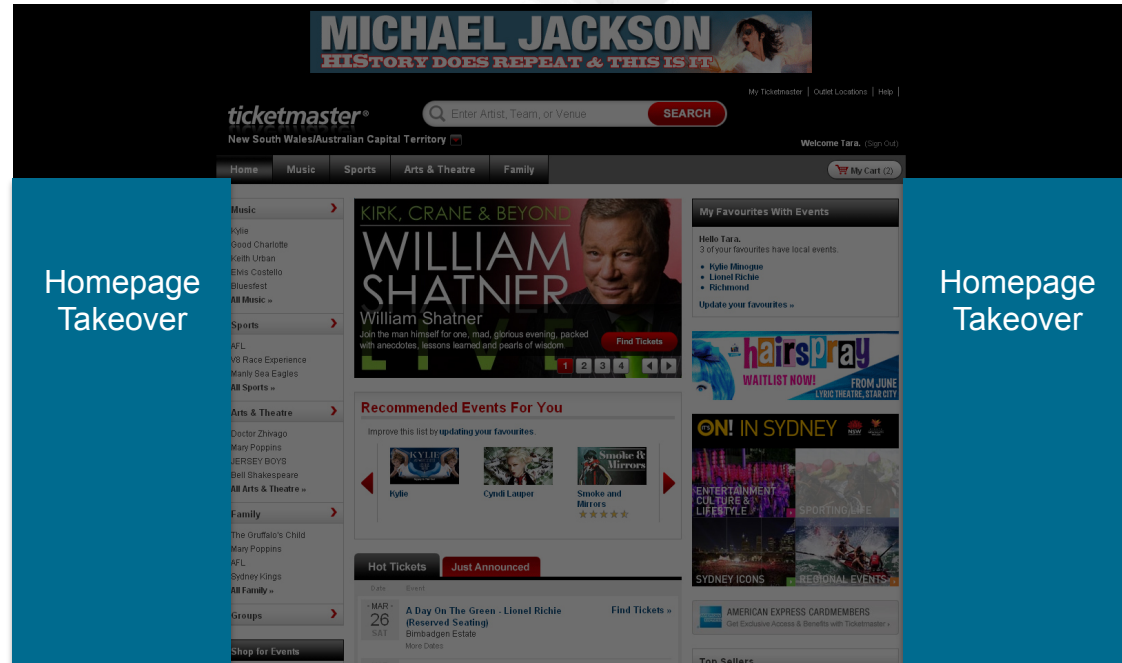 MICHAEL JACKSON
HISTORY DOES REPEAT & THIS IS IT
My Ticketmaster | Outlet Locations | Help |
ticketmaster®
Enter Artist, Team, or Venue
SEARCH
New South Wales/Australian Capital Territory
Welcome Tara. (Sign Out)
Home Music Sports Arts & Theatre Family
My Cart (2)
Homepage
Takeover
Music
Kylie
Good Charlotte
Keith Urban
Elvis Costello
Bluesfest
All Music »
Sports
AFL
V8 Race Experience
Manly Sea Eagles
All Sports »
Arts & Theatre
Doctor Zhivago
Mary Poppins
JERSEY BOYS
Bell Shakespeare
All Arts & Theatre »
Family
The Gruffalo's Child
Mary Poppins
AFL
Sydney Kings
All Family »
Groups
Shop for Events
KIRK, CRANE & BEYOND
WILLIAM
SHATNER
LIVE
William Shatner
Join the man himself for one, mad, glorious evening, packed
with anecdotes, lessons learned and pearls of wisdom
Find Tickets
1 2 3 4
Recommended Events For You
Improve this list by updating your favourites.
KYLIE
Smoke &
Mirrors
Kylie
Cyndi Lauper
Smoke and
Mirrors
Hot Tickets
Just Announced
Date Event
MAR
26
SAT
A Day On The Green - Lionel Richie
(Reserved Seating)
Bimbadgen Estate
More Dates
Find Tickets »
My Favourites With Events
Hello Tara.
3 of your favourites have local events.
• Kylie Minogue
• Lionel Richie
• Richmond
Update your favourites »
hairspray
WAITLIST NOW!
FROM JUNE
LYRIC THEATRE, STAR CITY
IT'S ON! IN SYDNEY
ENTERTAINMENT
CULTURE &
LIFESTYLE
SPORTING LIFE
SYDNEY ICONS
REGIONAL EVENTS
AMERICAN EXPRESS CARDMEMBERS
Get Exclusive Access & Benefits with Ticketmaster
Top Sellers
Homepage
Takeover